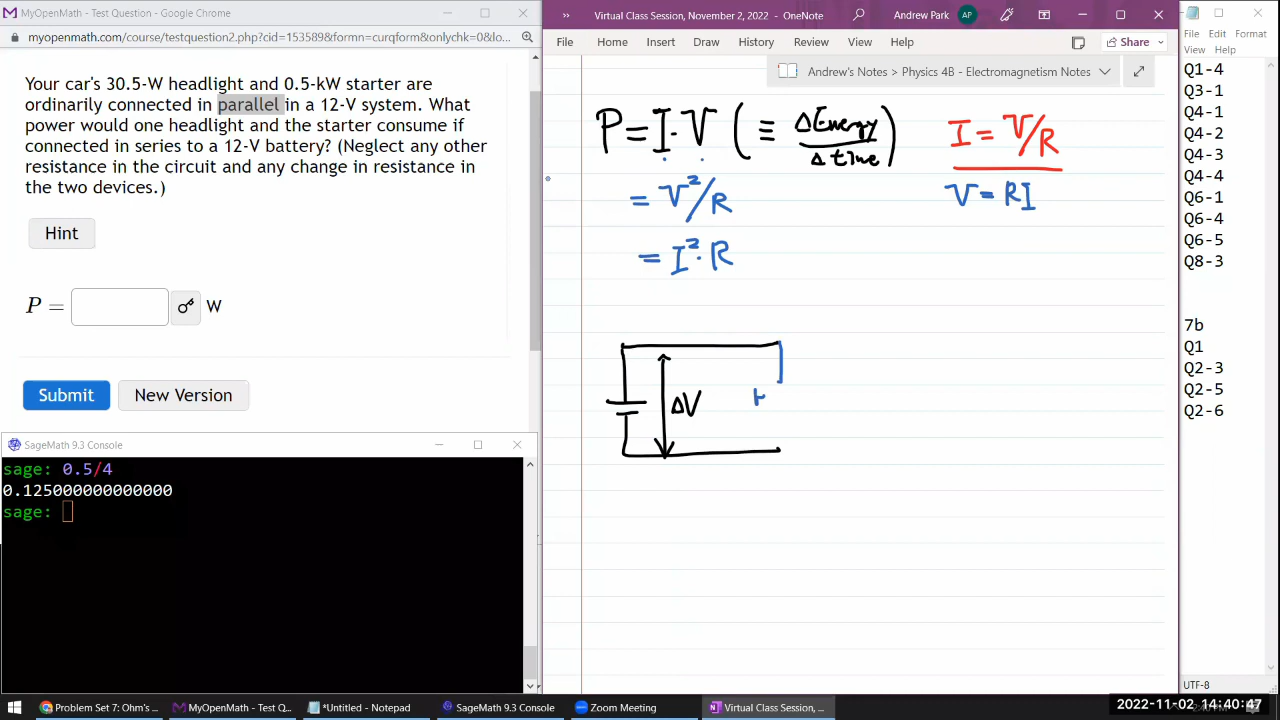 MyOpenMath - Test Question - Google Chrome
myopenmath.com/course/testquestion2.php?cid=153589&formn=curqform&onlychk=0&lo...
Your car's 30.5-W headlight and 0.5-kW starter are
ordinarily connected in parallel in a 12-V system. What
power would one headlight and the starter consume if
connected in series to a 12-V battery? (Neglect any other
resistance in the circuit and any change in resistance in
the two devices.)
Hint
P = W
Submit
New Version
SageMath 9.3 Console
sage: 0.5/4
0.125000000000000
sage:
»
Virtual Class Session, November 2, 2022 - OneNote
Andrew Park
AP
File Home Insert Draw History Review View Help
Share
Andrew's Notes > Physics 4B - Electromagnetism Notes
P = I·V ( ≡ ΔEnergy/Δtime )
I = V/R
= V²/R
V = RI
= I²·R
ΔV
File Edit Format
View Help
Q1-4
Q3-1
Q4-1
Q4-2
Q4-3
Q4-4
Q6-1
Q6-4
Q6-5
Q8-3
7b
Q1
Q2-3
Q2-5
Q2-6
UTF-8
Problem Set 7: Ohm's ...
MyOpenMath - Test Q...
*Untitled - Notepad
SageMath 9.3 Console
Zoom Meeting
Virtual Class Session, ...
2022-11-02 14:40:47